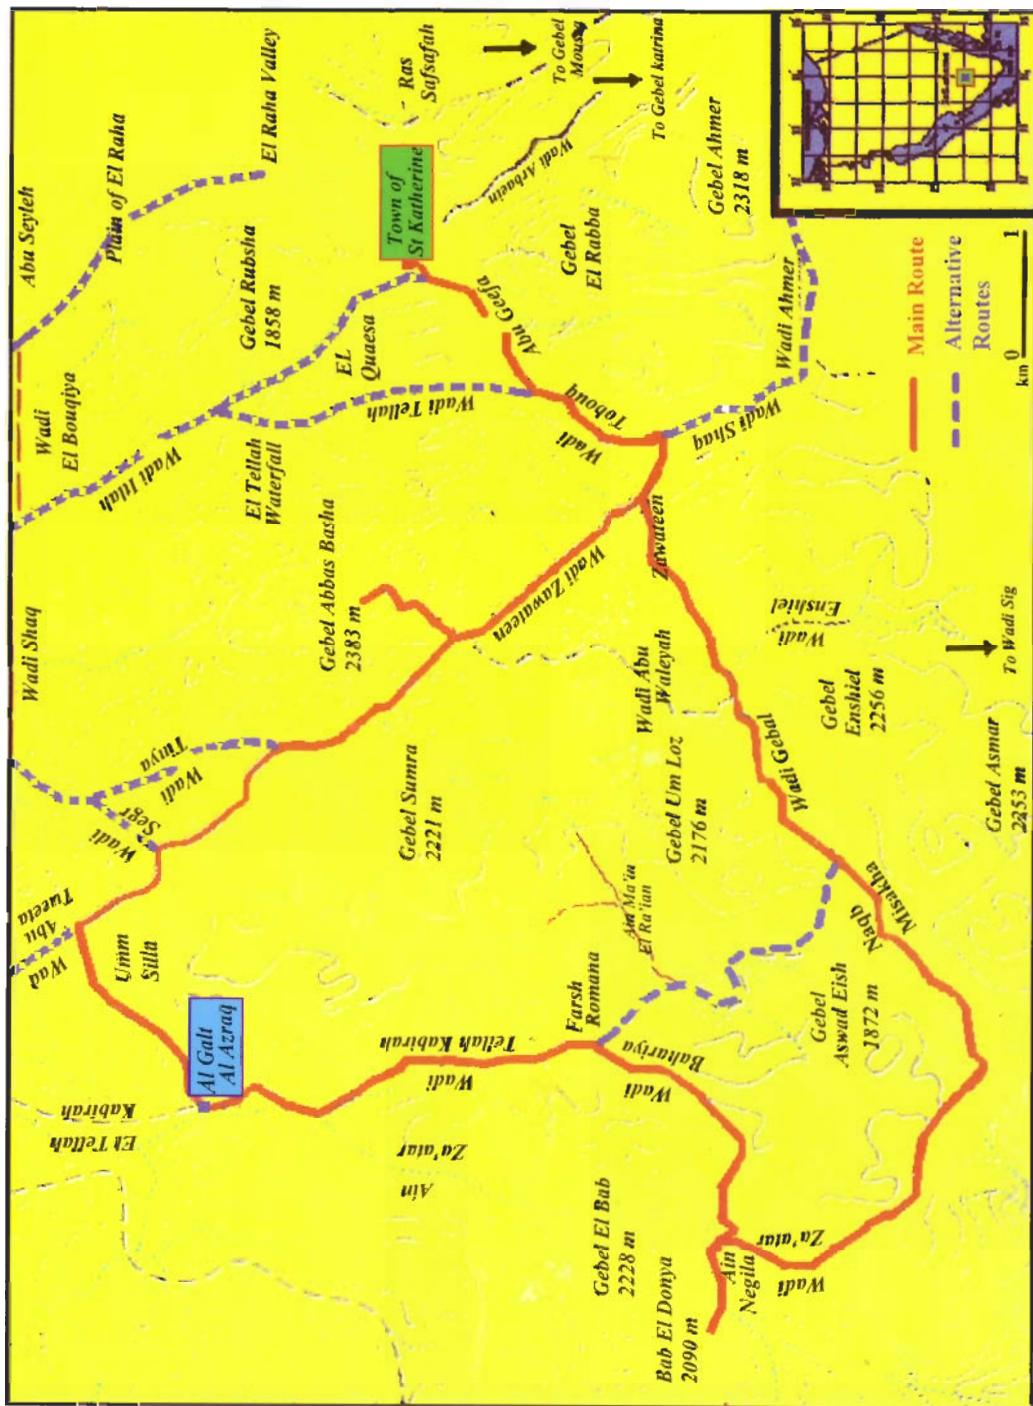 Abu Seyleh
Plain of El Raha
El Raha Valley
Ras
Safsafah
To Gebel
Mousa
To Gebel katrina
Wadi
El Bouqiya
Gebel Rubsha
1858 m
Town of
St Katherine
Wadi Arbaein
Gebel Ahmer
2318 m
Wadi Itlah
EL
Quaesa
Abu Geefa
Gebel
El Rabba
El Tellah
Waterfall
Wadi Tellah
Wadi
Tobouq
Wadi Shaq
Wadi Ahmer
Wadi Shaq
Gebel Abbas Basha
2383 m
Wadi Zawateen
Zawateen
Wadi
Tinya
Wadi
Segr
Gebel Sumra
2221 m
Wadi Abu
Waleyah
Wadi
Enshiel
To Wadi Sig
Gebel Um Loz
2176 m
Wadi Gebal
Gebel
Enshiel
2256 m
Gebel Asmar
2253 m
Wad
Abu
Tueeta
Umm
Silla
Ain Ma'in
El Ra'ian
Naqb
Misakha
Al Galt
Al Azraq
Farsh
Romana
Gebel
Aswad Eish
1872 m
El Tellah
Kabirah
Wadi
Tellah Kabirah
Wadi
Bahariya
Ain
Za'atar
Gebel El Bab
2228 m
Bab El Donya
2090 m
Ain
Negila
Wadi
Za'atar
Main Route
Alternative
Routes
km 0 1